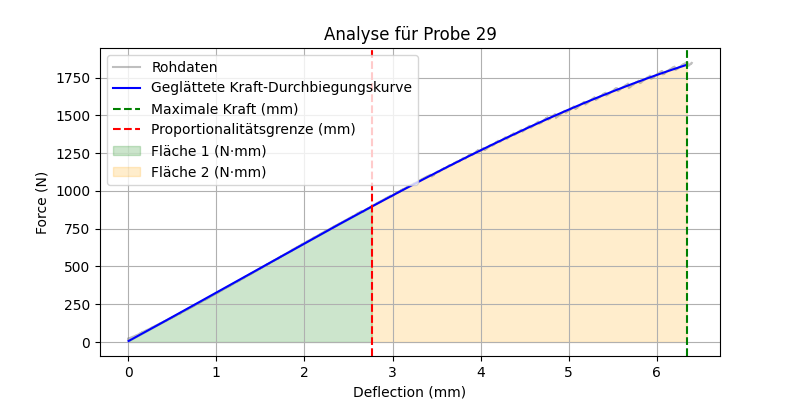 Analyse für Probe 29
Rohdaten
Geglättete Kraft-Durchbiegungskurve
Maximale Kraft (mm)
Proportionalitätsgrenze (mm)
Fläche 1 (N·mm)
Fläche 2 (N·mm)
Force (N)
1750
1500
1250
1000
750
500
250
0
0 1 2 3 4 5 6
Deflection (mm)